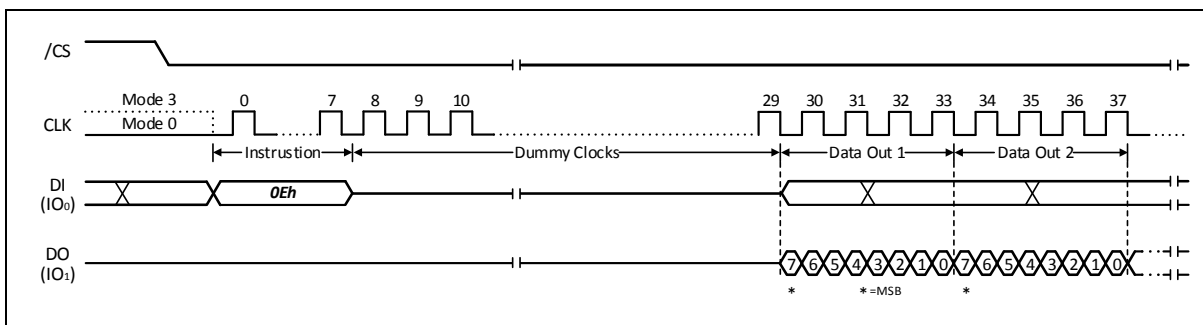 /CS
Mode 3 0 7 8 9 10 29 30 31 32 33 34 35 36 37
CLK Mode 0
Instrustion Dummy Clocks Data Out 1 Data Out 2
DI
(IO0) 0Eh
DO
(IO1) 7 6 5 4 3 2 1 0 7 6 5 4 3 2 1 0
* * =MSB *